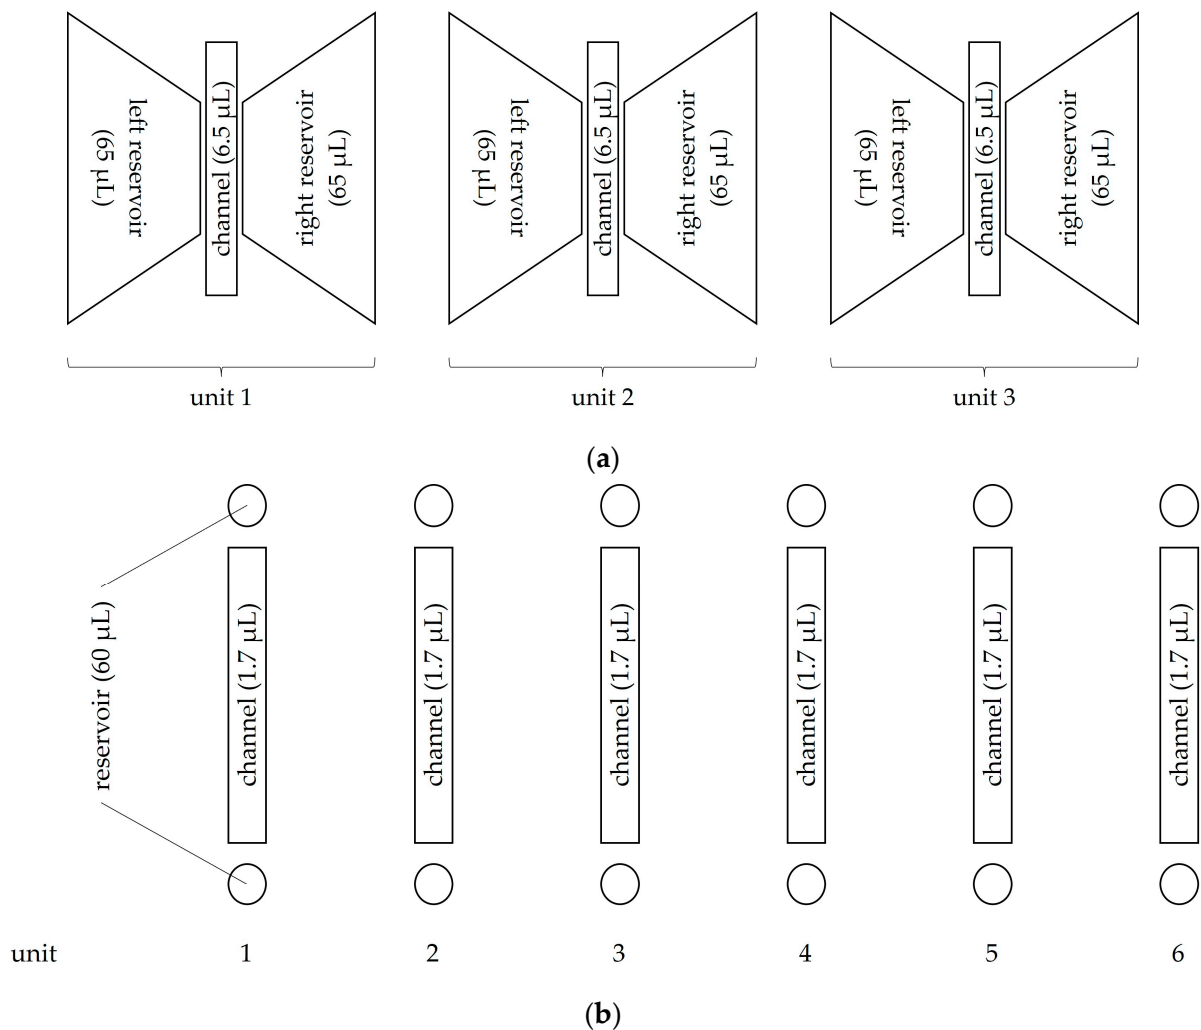 left reservoir
(65 µL)
channel (6.5 µL)
right reservoir
(65 µL)
left reservoir
(65 µL)
channel (6.5 µL)
right reservoir
(65 µL)
left reservoir
(65 µL)
channel (6.5 µL)
right reservoir
(65 µL)
unit 1
unit 2
unit 3
(a)
reservoir (60 µL)
channel (1.7 µL)
channel (1.7 µL)
channel (1.7 µL)
channel (1.7 µL)
channel (1.7 µL)
channel (1.7 µL)
unit 1 2 3 4 5 6
(b)